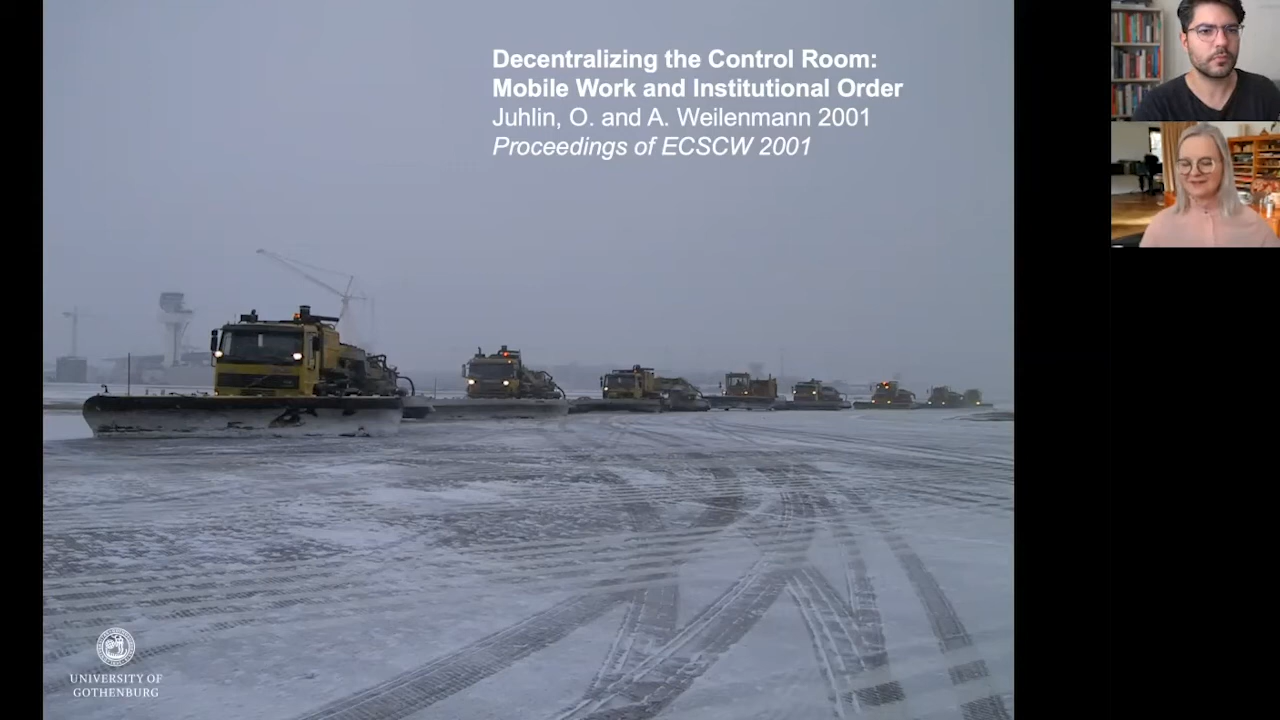 Decentralizing the Control Room:
Mobile Work and Institutional Order
Juhlin, O. and A. Weilenmann 2001
Proceedings of ECSCW 2001
UNIVERSITY OF
GOTHENBURG